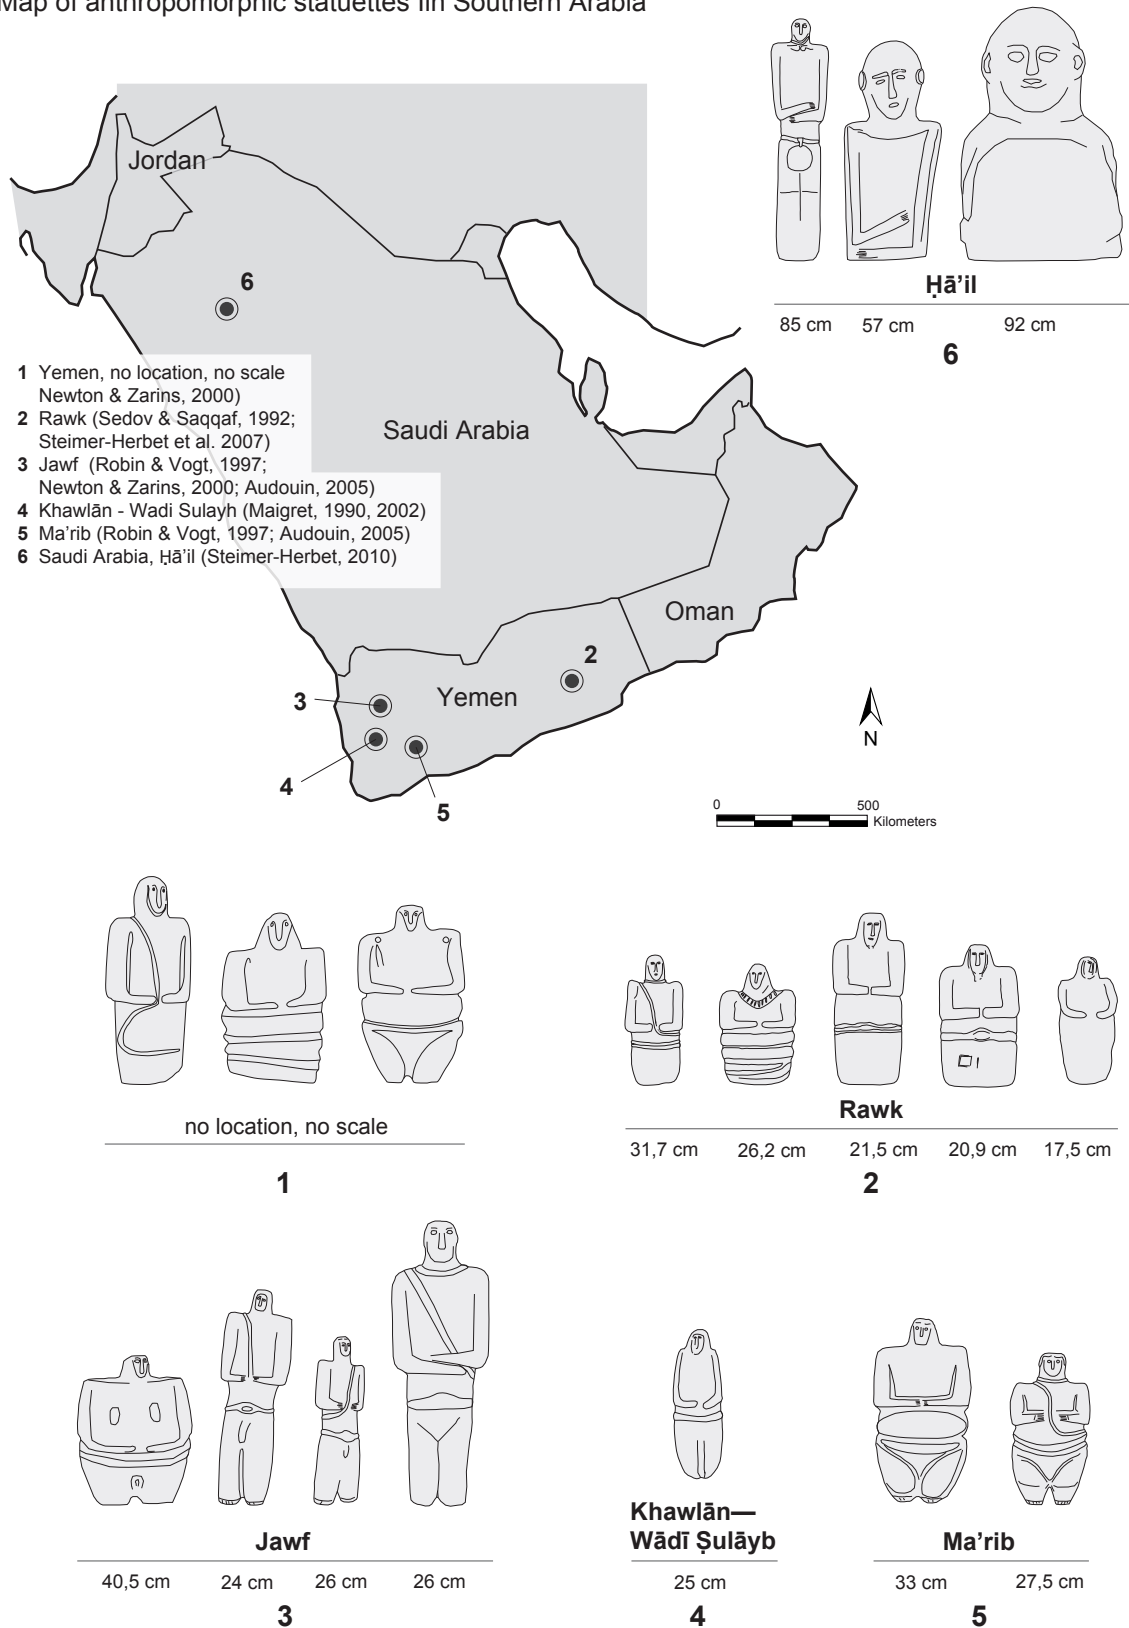 Map of anthropomorphic statuettes Iin Southern Arabia
Jordan
6
Saudi Arabia
1 Yemen, no location, no scale
Newton & Zarins, 2000)
2 Rawk (Sedov & Saqqaf, 1992;
Steimer-Herbet et al. 2007)
3 Jawf (Robin & Vogt, 1997;
Newton & Zarins, 2000; Audouin, 2005)
4 Khawlān - Wadi Sulayh (Maigret, 1990, 2002)
5 Ma’rib (Robin & Vogt, 1997; Audouin, 2005)
6 Saudi Arabia, Ḥā’il (Steimer-Herbet, 2010)
Oman
2
Yemen
3
4
5
N
0 500
Kilometers
Ḥā’il
85 cm 57 cm 92 cm
6
no location, no scale
1
Rawk
31,7 cm 26,2 cm 21,5 cm 20,9 cm 17,5 cm
2
Jawf
40,5 cm 24 cm 26 cm 26 cm
3
Khawlān—
Wādī Ṣulāyb
25 cm
4
Ma’rib
33 cm 27,5 cm
5